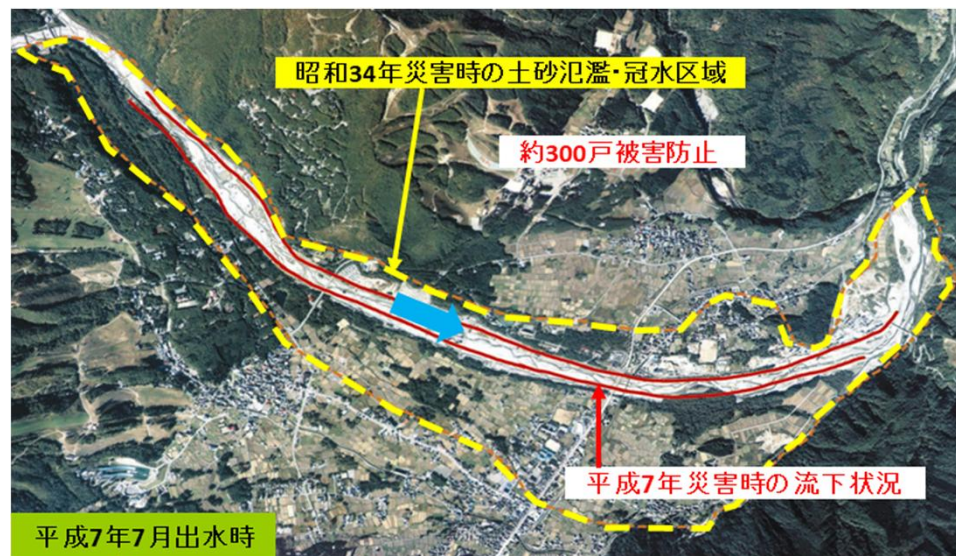 昭和34年災害時の土砂氾濫・冠水区域
約300戸被害防止
平成7年災害時の流下状況
平成7年7月出水時